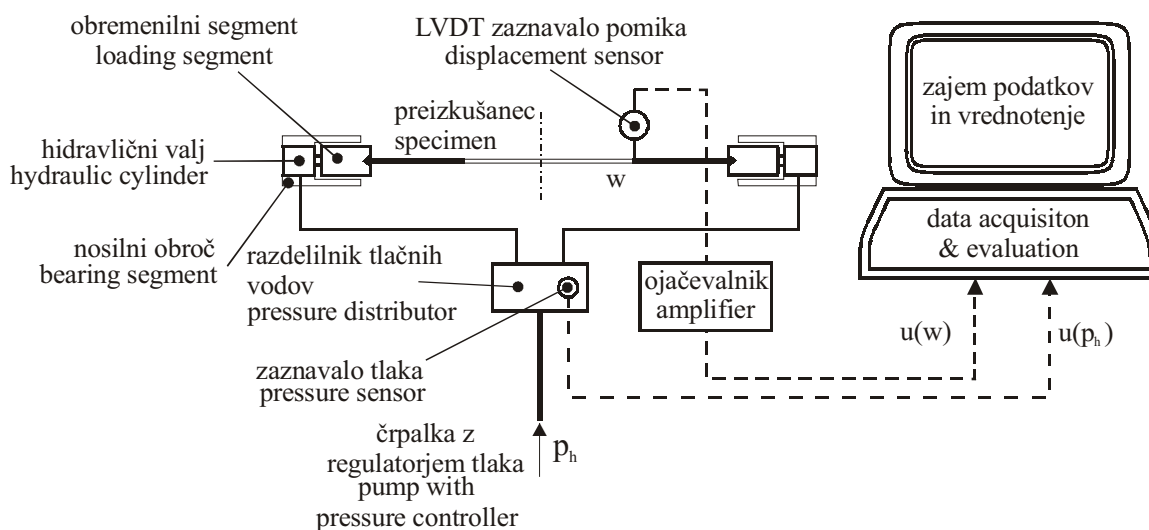 obremenilni segment
loading segment
LVDT zaznavalo pomika
displacement sensor
zajem podatkov
in vrednotenje
preizkušanec
specimen
hidravlični valj
hydraulic cylinder
w
data acquisiton
& evaluation
nosilni obroč
bearing segment
razdelilnik tlačnih
vodov
pressure distributor
ojačevalnik
amplifier
u(w)
u(pₕ)
zaznavalo tlaka
pressure sensor
črpalka z
regulatorjem tlaka
pump with
pressure controller
pₕ